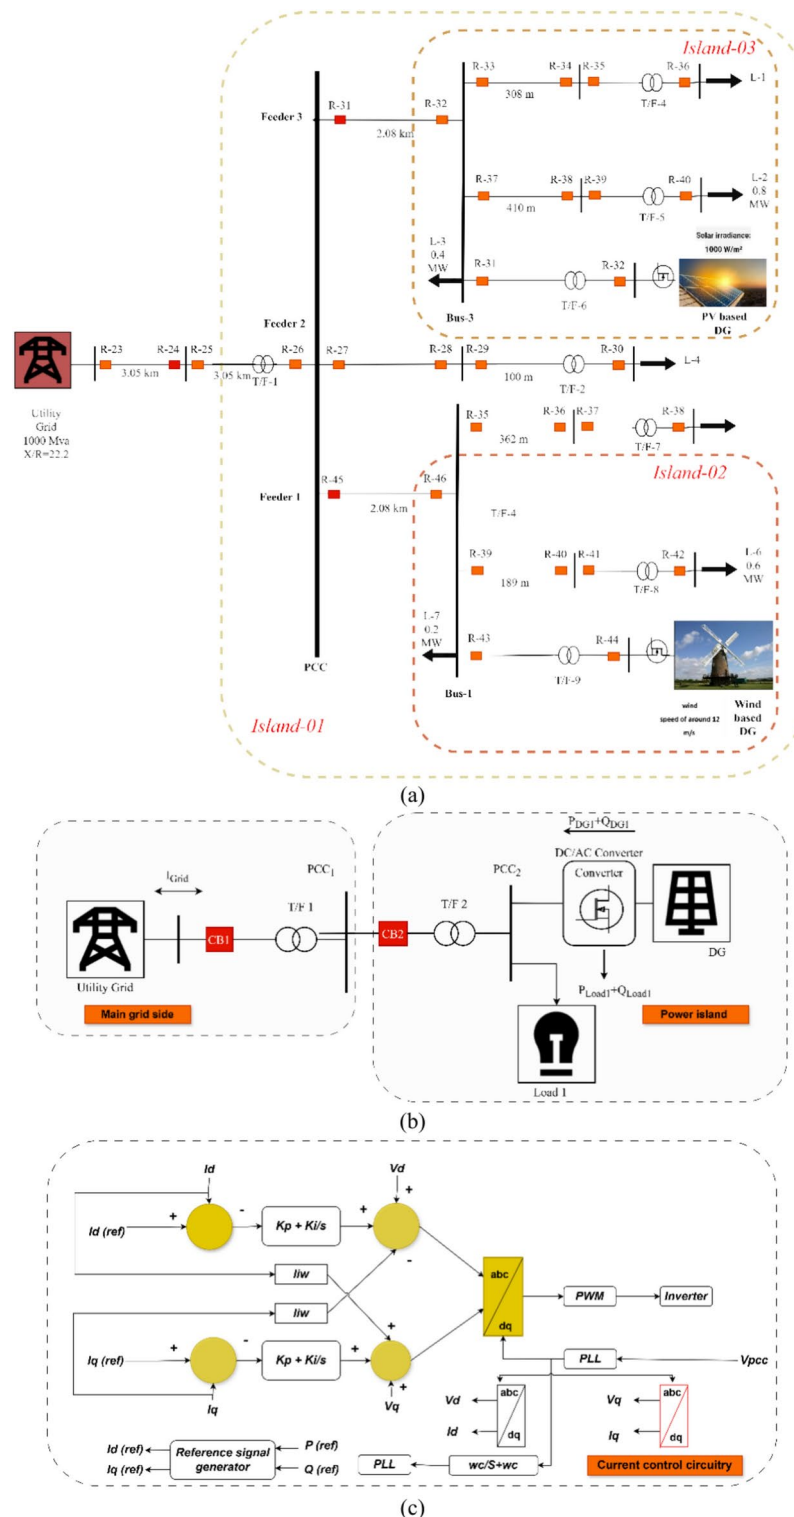 Island-03
R-33
R-34
R-35
R-36
L-1
308 m
T/F-4
Feeder 3
R-31
R-32
2.08 km
R-37
R-38
R-39
R-40
L-2
0.8
MW
410 m
T/F-5
L-3
0.4
MW
Solar irradiance:
1000 W/m²
R-31
R-32
T/F-6
PV based
DG
Bus-3
Feeder 2
R-23
R-24
R-25
R-26
R-27
R-28
R-29
R-30
L-4
3.05 km
3.05 km
T/F-1
100 m
T/F-2
Utility
Grid
1000 Mva
X/R=22.2
R-35
R-36
R-37
R-38
362 m
T/F-7
Island-02
Feeder 1
R-45
R-46
2.08 km
T/F-4
R-39
R-40
R-41
R-42
L-6
0.6
MW
189 m
T/F-8
L-7
0.2
MW
R-43
R-44
T/F-9
PCC
Bus-1
wind
speed of around 12
m/s
Wind
based
DG
Island-01
(a)
PDG1+QDG1
DC/AC Converter
Converter
IGrid
PCC1
PCC2
T/F 1
T/F 2
CB1
CB2
Utility Grid
DG
PLoad1+QLoad1
Main grid side
Power island
Load 1
(b)
Id
Vd
+
+
-
+
Id (ref)
Kp + Ki/s
-
liw
liw
abc
dq
PWM
Inverter
+
-
+
+
Iq (ref)
Kp + Ki/s
+
Iq
Vq
PLL
Vpcc
Vd
Id
abc
dq
Vq
Iq
abc
dq
Id (ref)
Iq (ref)
Reference signal
generator
P (ref)
Q (ref)
PLL
wc/S+wc
Current control circuitry
(c)